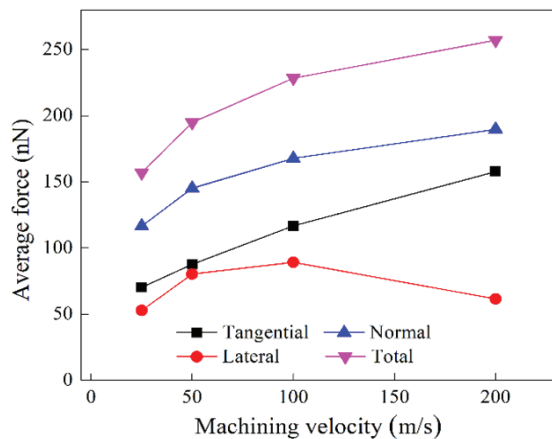 250
200
150
100
50
0
Average force (nN)
Tangential
Normal
Lateral
Total
0
50
100
150
200
Machining velocity (m/s)